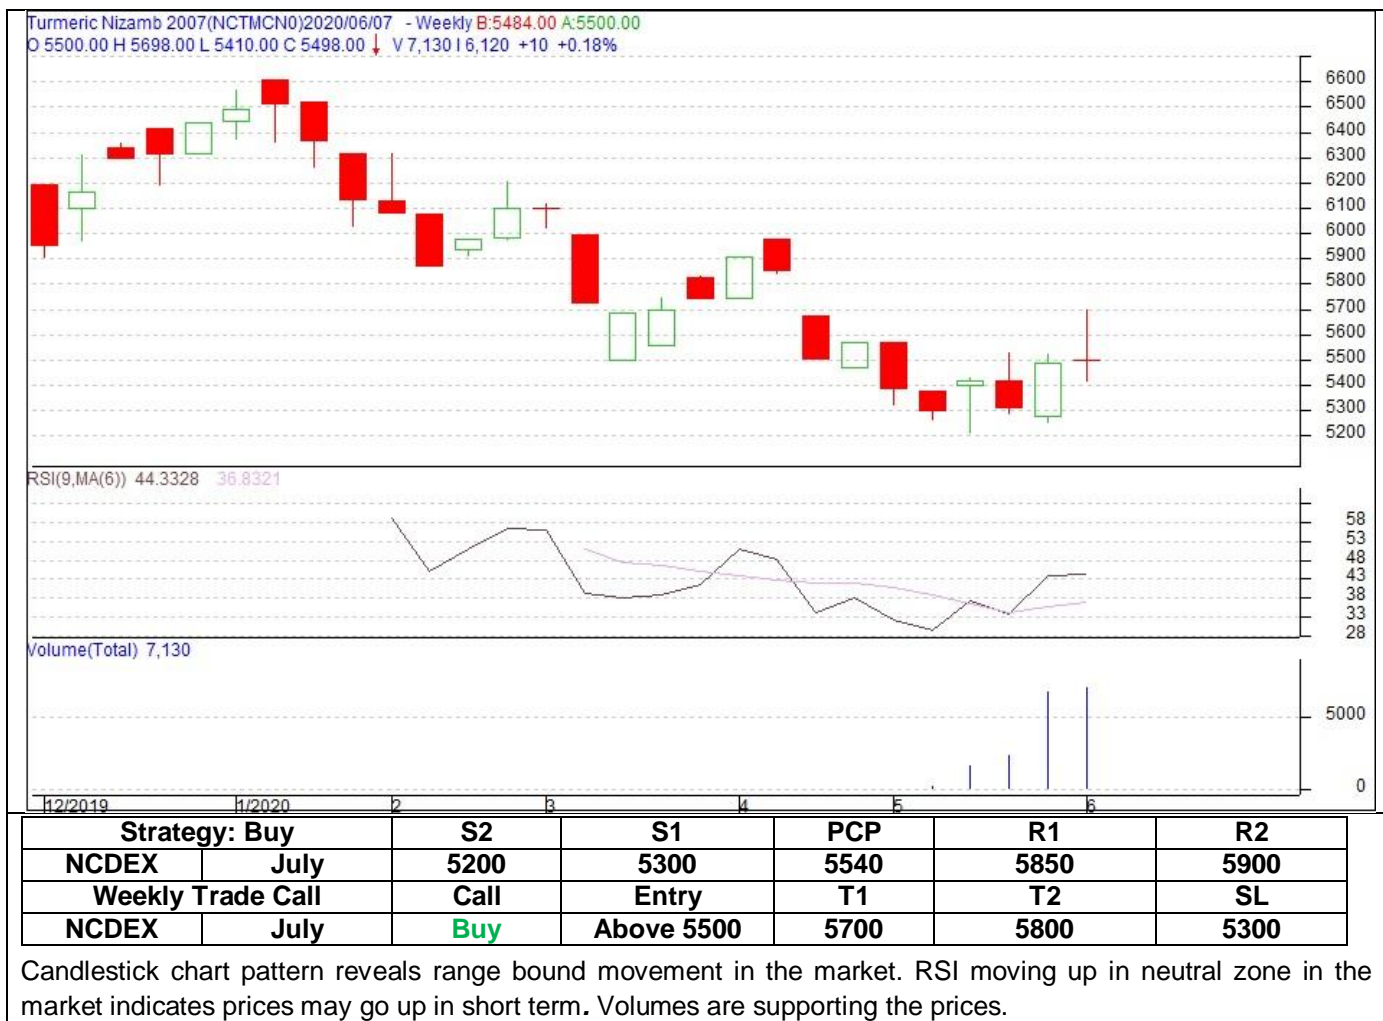 Turmeric Nizamb 2007(NCTMCN0)2020/06/07 - Weekly B:5484.00 A:5500.00
O 5500.00 H 5698.00 L 5410.00 C 5498.00 ↓ V 7,130 I 6,120 +10 +0.18%
6600
6500
6400
6300
6200
6100
6000
5900
5800
5700
5600
5500
5400
5300
5200
RSI(9,MA(6)) 44.3328 36.8321
58
53
48
43
38
33
28
Volume(Total) 7,130
5000
0
12/2019 1/2020 2 3 4 5 6
Strategy: Buy S2 S1 PCP R1 R2
NCDEX July 5200 5300 5540 5850 5900
Weekly Trade Call Call Entry T1 T2 SL
NCDEX July Buy Above 5500 5700 5800 5300
Candlestick chart pattern reveals range bound movement in the market. RSI moving up in neutral zone in the
market indicates prices may go up in short term. Volumes are supporting the prices.